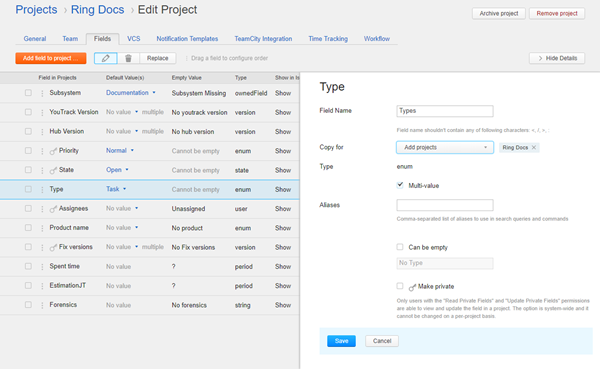 Projects › Ring Docs › Edit Project
Archive project
Remove project
General Team Fields VCS Notification Templates TeamCity Integration Time Tracking Workflow
Add field to project ... Replace Drag a field to configure order
> Hide Details
Field in Projects Default Value(s) Empty Value Type
Subsystem Documentation Subsystem Missing ownedField Show
YouTrack Version No value multiple No youtrack version version Show
Hub Version No value multiple No hub version version Show
Priority Normal Cannot be empty enum Show
State Open Cannot be empty state Show
Type Task Cannot be empty enum Show
Assignees No value Unassigned user Show
Product name No value No product enum Show
Fix versions No value multiple No Fix versions version Show
Spent time No value ? period Show
EstimationJT No value ? period Show
Forensics No value No forensics string Show
Type
Field Name Types
Field name shouldn't contain any of following characters:
Copy for Add projects Ring Docs ×
Type enum
Multi-value
Aliases
Comma-separated list of aliases to use in search queries and commands
Can be empty
No Type
Make private
Only users with the "Read Private Fields" and "Update Private Fields" permissions
are able to view and update the field in a project. The option is system-wide and it
cannot be changed on a per-project basis.
Save Cancel